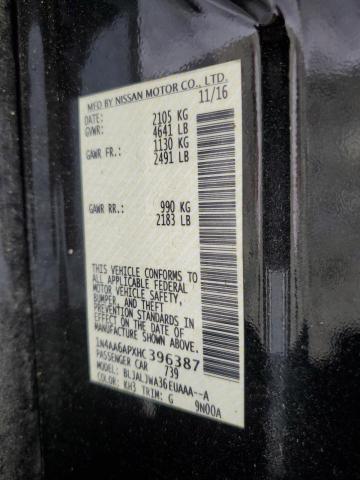 MFD BY NISSAN MOTOR CO., LTD.
DATE: 11/16
GVWR: 2105 KG
4641 LB
GAWR FR.: 1130 KG
2491 LB
GAWR RR.: 990 KG
2183 LB
THIS VEHICLE CONFORMS TO
ALL APPLICABLE FEDERAL
MOTOR VEHICLE SAFETY,
BUMPER, AND THEFT
PREVENTION STANDARDS IN
EFFECT ON THE DATE OF
MANUFACTURE SHOWN ABOVE.
1N4AA6APXHC396387
PASSENGER CAR 739
MODEL: BLJALJWA36EUAAA--A
COLOR: KH3 TRIM: G 9N00A